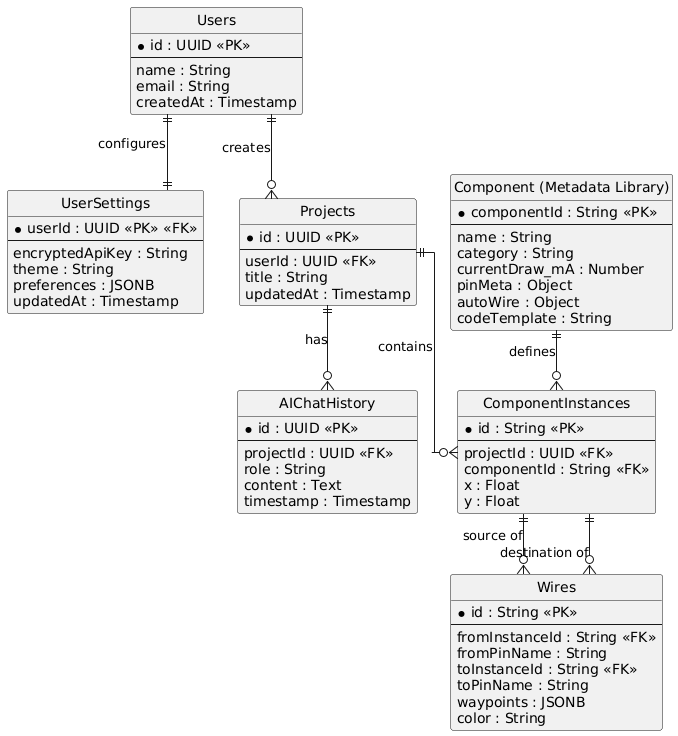 Users
id : UUID «PK»
name : String
email : String
createdAt : Timestamp
configures
creates
UserSettings
userId : UUID «PK» «FK»
encryptedApiKey : String
theme : String
preferences : JSONB
updatedAt : Timestamp
Projects
id : UUID «PK»
userId : UUID «FK»
title : String
updatedAt : Timestamp
Component (Metadata Library)
componentId : String «PK»
name : String
category : String
currentDraw_mA : Number
pinMeta : Object
autoWire : Object
codeTemplate : String
has
contains
defines
AIChatHistory
id : UUID «PK»
projectId : UUID «FK»
role : String
content : Text
timestamp : Timestamp
ComponentInstances
id : String «PK»
projectId : UUID «FK»
componentId : String «FK»
x : Float
y : Float
source of
destination of
Wires
id : String «PK»
fromInstanceId : String «FK»
fromPinName : String
toInstanceId : String «FK»
toPinName : String
waypoints : JSONB
color : String